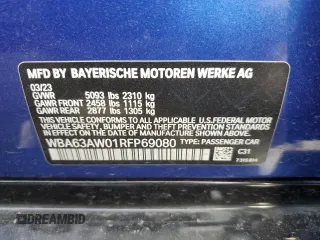 MFD BY BAYERISCHE MOTOREN WERKE AG
03/23
GVWR 5093 lbs 2310 kg
GAWR FRONT 2458 lbs 1115 kg
GAWR REAR 2877 lbs 1305 kg
THIS VEHICLE CONFORMS TO ALL APPLICABLE U.S. FEDERAL MOTOR
VEHICLE SAFETY, BUMPER, AND THEFT PREVENTION STANDARDS
IN EFFECT ON THE DATE OF MANUFACTURE SHOWN ABOVE.
WBA63AW01RFP69080 TYPE: PASSENGER CAR
C31
DREAMBID